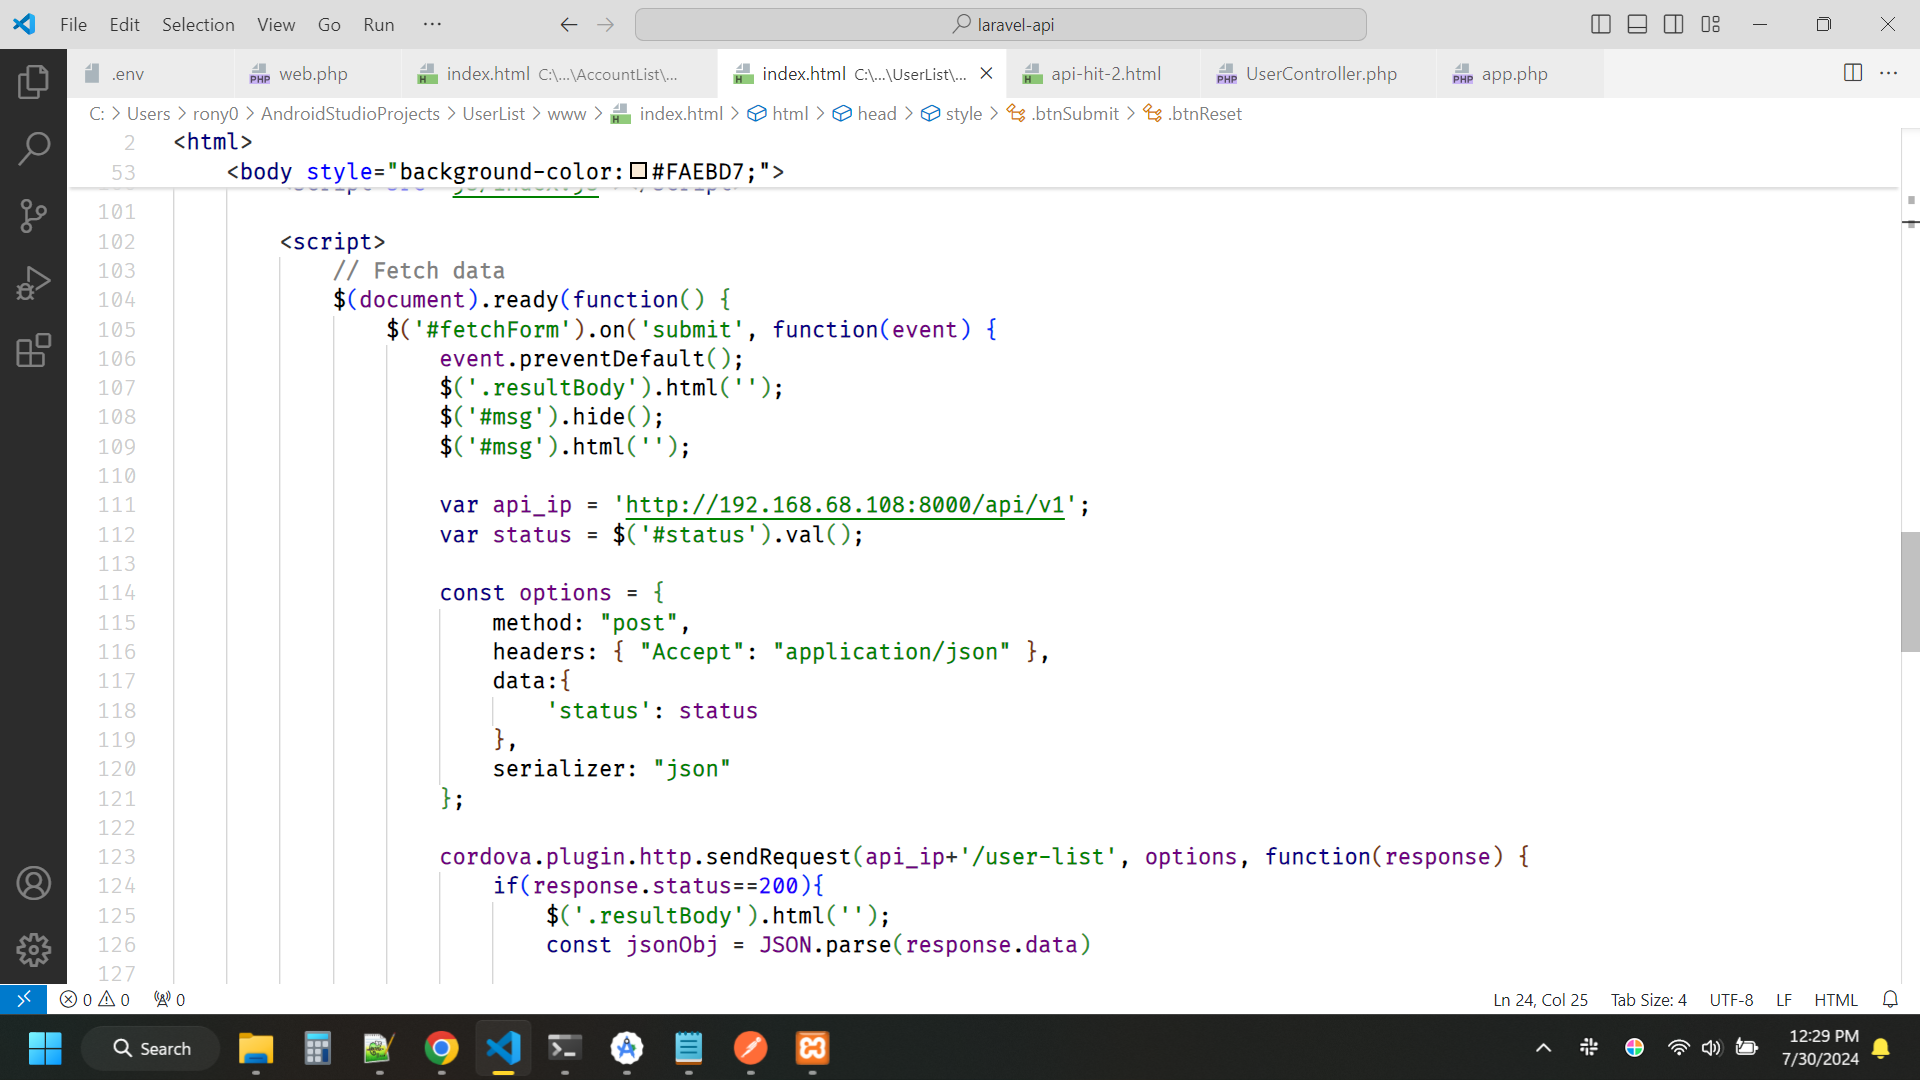 File Edit Selection View Go Run ··· laravel-api
.env web.php index.html C:\...\AccountList\... index.html C:\...\UserList\... api-hit-2.html UserController.php app.php
C: > Users > rony0 > AndroidStudioProjects > UserList > www > index.html > html > head > style > .btnSubmit > .btnReset
2 <html>
53 <body style="background-color:#FAEBD7;">
101
102 <script>
103 // Fetch data
104 $(document).ready(function() {
105 $('#fetchForm').on('submit', function(event) {
106 event.preventDefault();
107 $('.resultBody').html('');
108 $('#msg').hide();
109 $('#msg').html('');
110
111 var api_ip = 'http://192.168.68.108:8000/api/v1';
112 var status = $('#status').val();
113
114 const options = {
115 method: "post",
116 headers: { "Accept": "application/json" },
117 data:{
118 'status': status
119 },
120 serializer: "json"
121 };
122
123 cordova.plugin.http.sendRequest(api_ip+'/user-list', options, function(response) {
124 if(response.status==200){
125 $('.resultBody').html('');
126 const jsonObj = JSON.parse(response.data)
127
0 0 0 Ln 24, Col 25 Tab Size: 4 UTF-8 LF HTML
Search 12:29 PM
7/30/2024